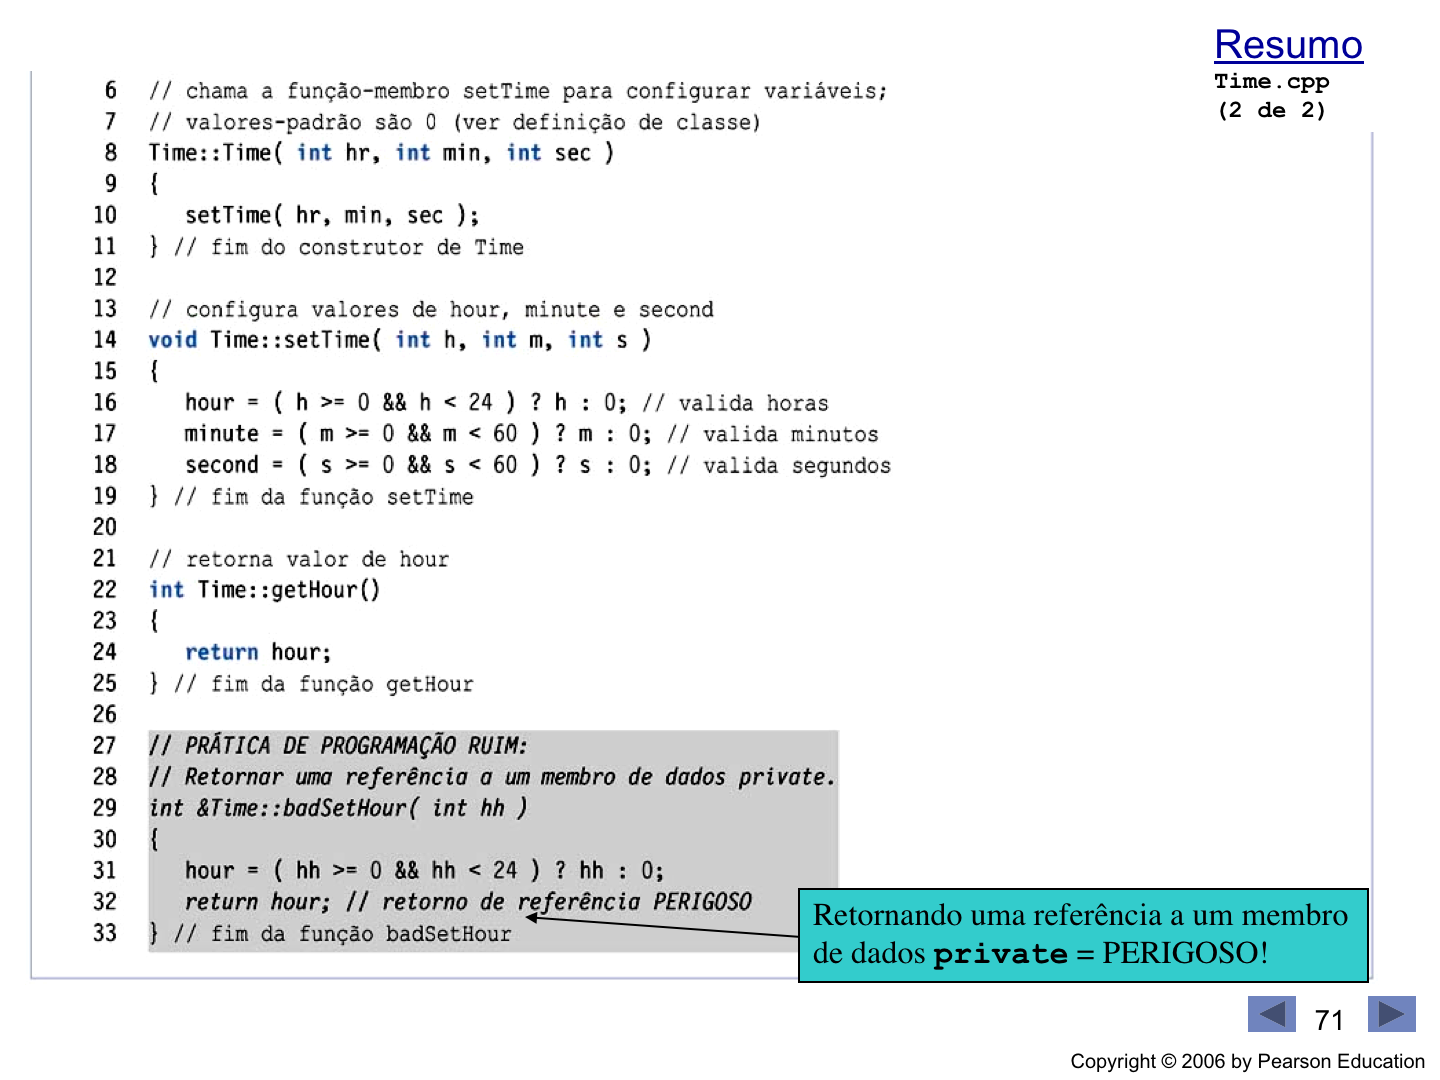 Resumo
Time.cpp
(2 de 2)
6 // chama a função-membro setTime para configurar variáveis;
7 // valores-padrão são 0 (ver definição de classe)
8 Time::Time( int hr, int min, int sec )
9 {
10 setTime( hr, min, sec );
11 } // fim do construtor de Time
12
13 // configura valores de hour, minute e second
14 void Time::setTime( int h, int m, int s )
15 {
16 hour = ( h >= 0 && h < 24 ) ? h : 0; // valida horas
17 minute = ( m >= 0 && m < 60 ) ? m : 0; // valida minutos
18 second = ( s >= 0 && s < 60 ) ? s : 0; // valida segundos
19 } // fim da função setTime
20
21 // retorna valor de hour
22 int Time::getHour()
23 {
24 return hour;
25 } // fim da função getHour
26
27 // PRÁTICA DE PROGRAMAÇÃO RUIM:
28 // Retornar uma referência a um membro de dados private.
29 int &Time::badSetHour( int hh )
30 {
31 hour = ( hh >= 0 && hh < 24 ) ? hh : 0;
32 return hour; // retorno de referência PERIGOSO
33 } // fim da função badSetHour
Retornando uma referência a um membro
de dados private = PERIGOSO!
71
Copyright © 2006 by Pearson Education